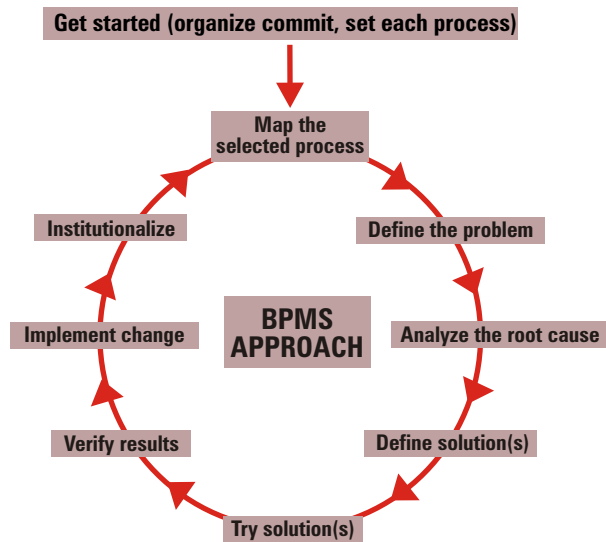 Get started (organize commit, set each process)
Map the
selected process
Define the problem
Analyze the root cause
Define solution(s)
Try solution(s)
Verify results
Implement change
Institutionalize
BPMS
APPROACH